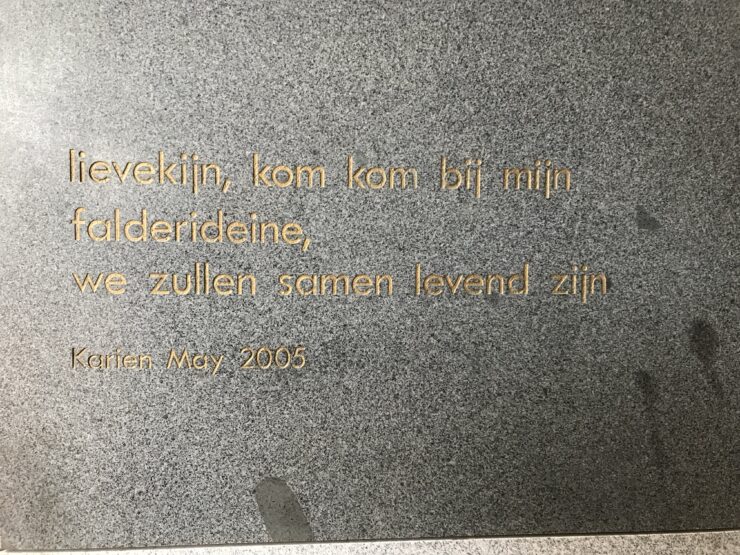 lievekijn, kom kom bij mijn
falderideine,
we zullen samen levend zijn
Karien May 2005